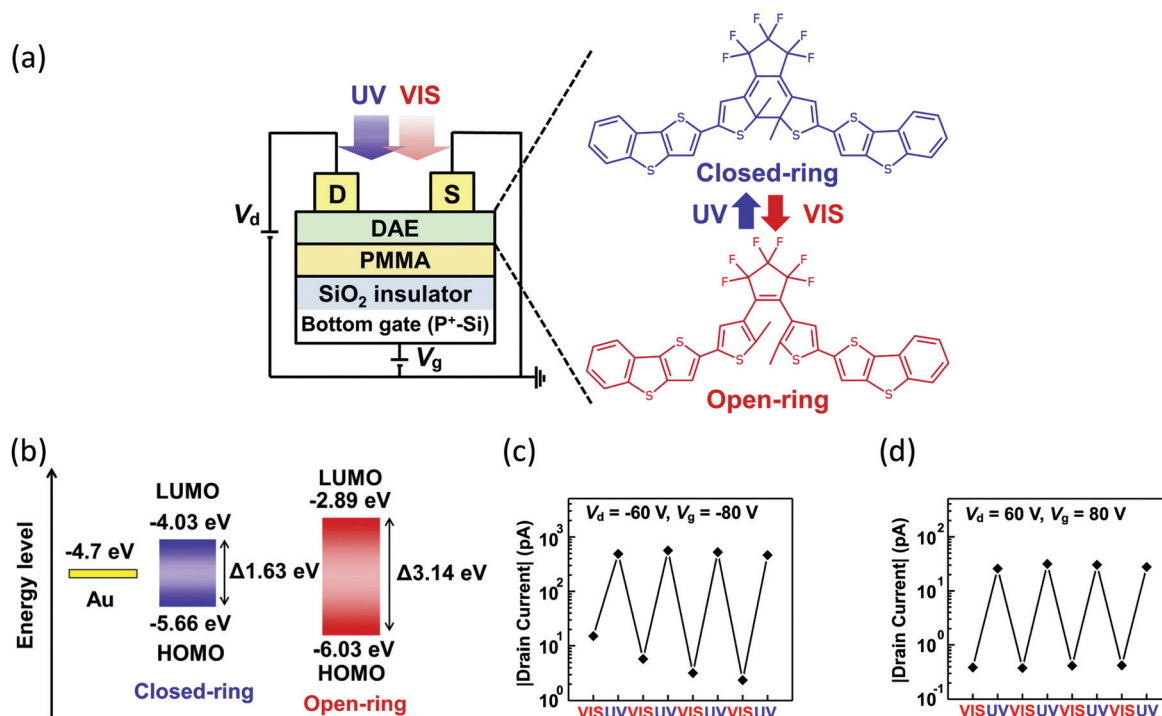 (a)
UV VIS
D S
V_d
DAE
PMMA
SiO₂ insulator
Bottom gate (P⁺-Si)
V_g
F F F F F F
S S S S
Closed-ring
UV VIS
F F F F F F
S S S S S S
Open-ring
(b)
Energy level
-4.7 eV
Au
LUMO
-4.03 eV
Δ1.63 eV
-5.66 eV
HOMO
Closed-ring
LUMO
-2.89 eV
Δ3.14 eV
-6.03 eV
HOMO
Open-ring
(c)
V_d = -60 V, V_g = -80 V
|Drain Current| (pA)
10³
10²
10¹
10⁰
VIS UV VIS UV VIS UV VIS UV
(d)
V_d = 60 V, V_g = 80 V
|Drain Current| (pA)
10²
10¹
10⁰
10⁻¹
VIS UV VIS UV VIS UV VIS UV